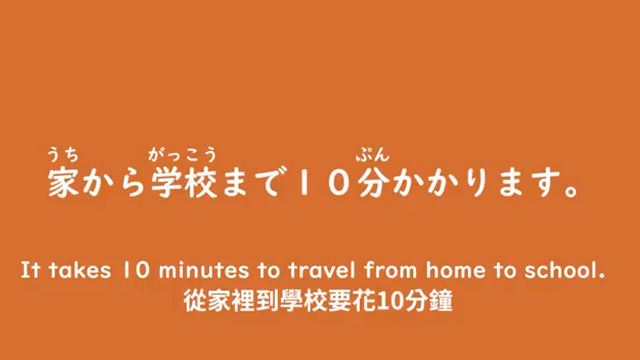 うち がっこう ぷん
家から学校まで１０分かかります。
It takes 10 minutes to travel from home to school.
從家裡到學校要花10分鐘